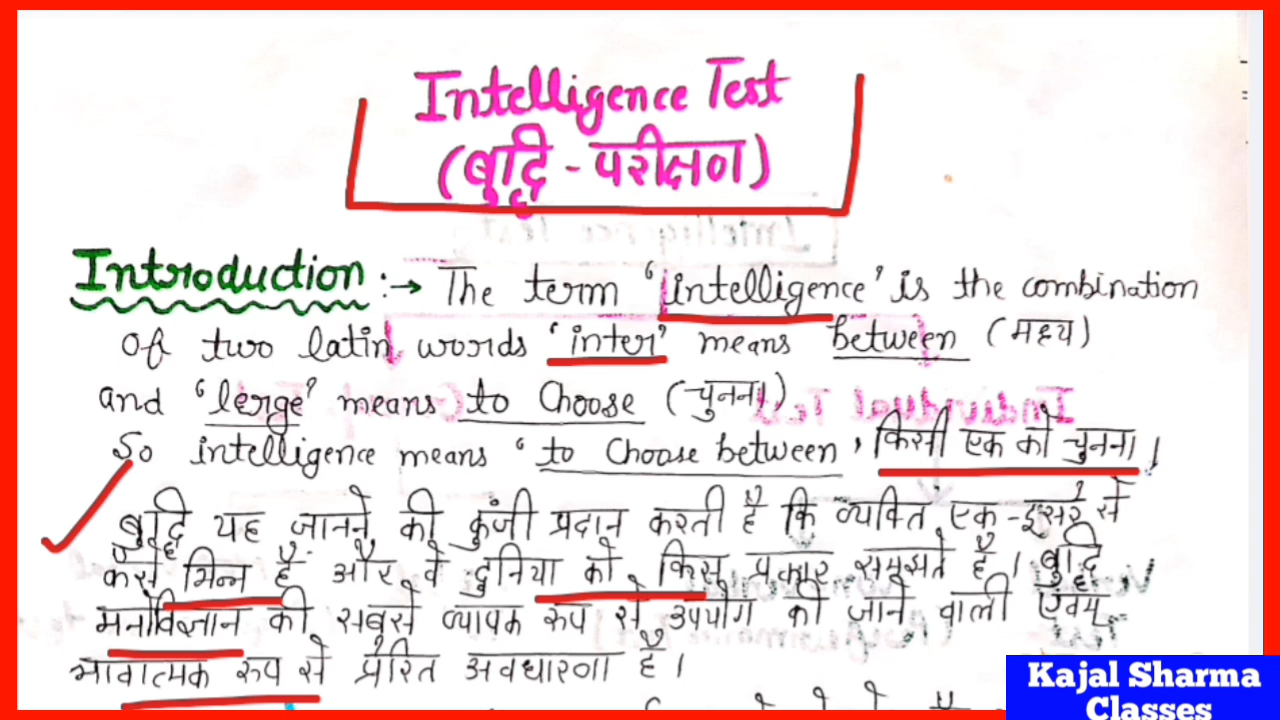 Intelligence Test
(बुद्धि - परीक्षण)
Introduction :→ The term 'intelligence' is the combination
of two latin words 'inter' means between (मध्य)
and 'lerge' means to Choose (चुनना)
So intelligence means ' to Choose between ' किसी एक को चुनना।
बुद्धि यह जानने की कुंजी प्रदान करती है कि व्यक्ति एक-दूसरे से
कैसे भिन्न हैं और वे दुनिया को किस प्रकार समझते हैं। बुद्धि
मनोविज्ञान की सबसे व्यापक रूप से उपयोग की जाने वाली एवम्
भावात्मक रूप से प्रेरित अवधारणा है।
Kajal Sharma
Classes